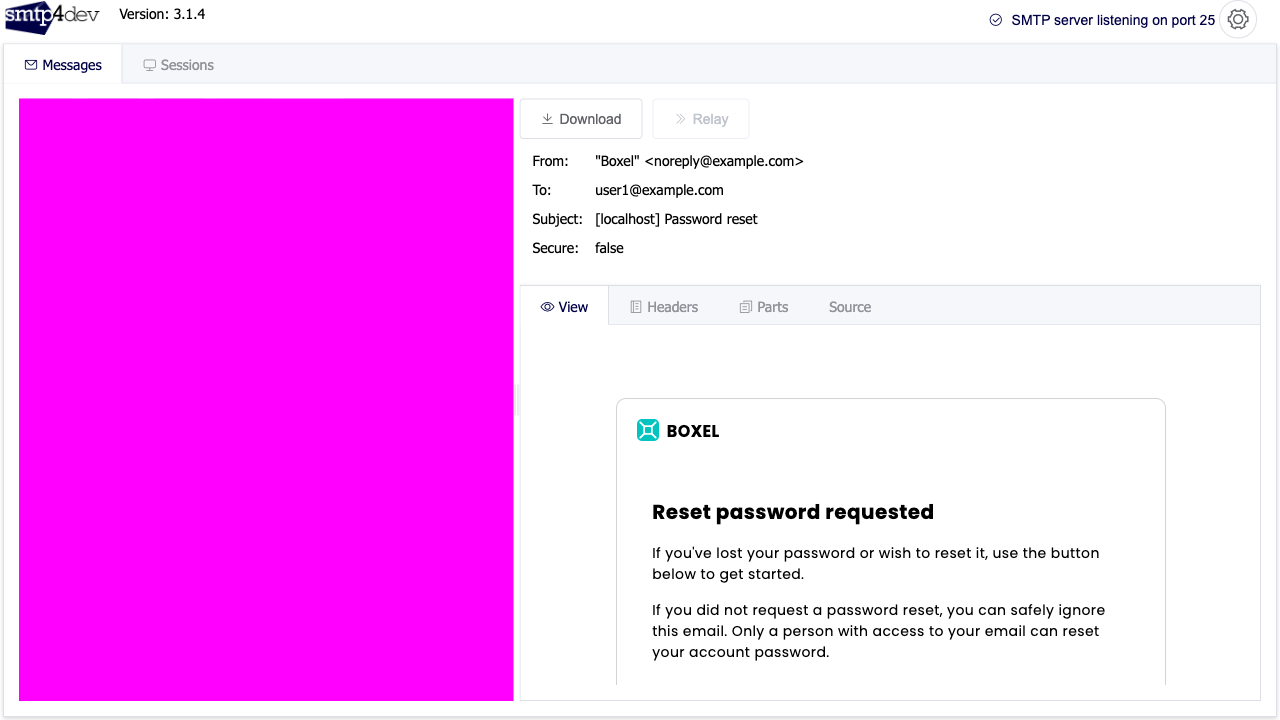 smtp4dev Version: 3.1.4
SMTP server listening on port 25
Messages Sessions
Download Relay
From: "Boxel" <noreply@example.com>
To: user1@example.com
Subject: [localhost] Password reset
Secure: false
View Headers Parts Source
BOXEL
Reset password requested
If you've lost your password or wish to reset it, use the button
below to get started.
If you did not request a password reset, you can safely ignore
this email. Only a person with access to your email can reset
your account password.